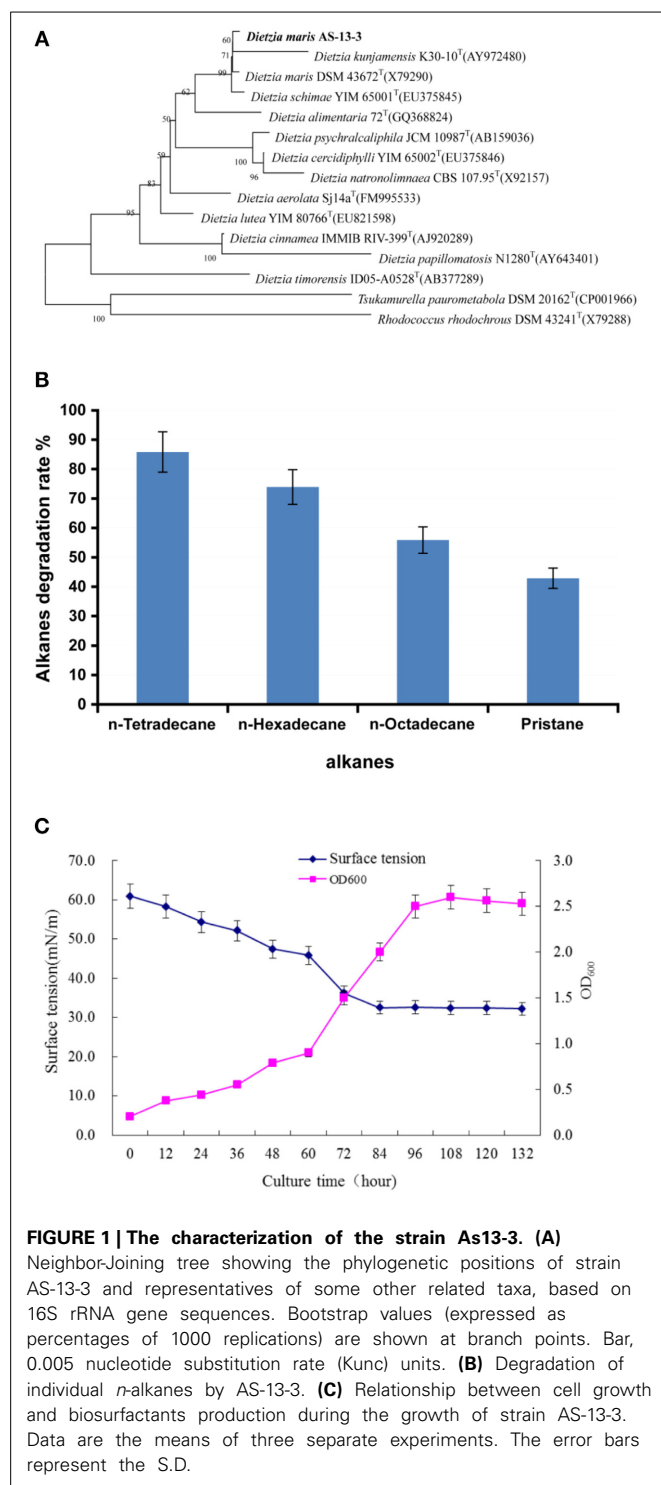 A
Dietzia maris AS-13-3
60
Dietzia kunjamensis K30-10T(AY972480)
71
Dietzia maris DSM 43672T(X79290)
99
Dietzia schimae YIM 65001T(EU375845)
62
Dietzia alimentaria 72T(GQ368824)
50
Dietzia psychralcaliphila JCM 10987T(AB159036)
Dietzia cercidiphylli YIM 65002T(EU375846)
100
59
Dietzia natronolimnaea CBS 107.95T(X92157)
96
83
Dietzia aerolata Sj14aT(FM995533)
95
Dietzia lutea YIM 80766T(EU821598)
Dietzia cinnamea IMMIB RIV-399T(AJ920289)
100
Dietzia papillomatosis N1280T(AY643401)
Dietzia timorensis ID05-A0528T(AB377289)
Tsukamurella paurometabola DSM 20162T(CP001966)
100
Rhodococcus rhodochrous DSM 43241T(X79288)
B
Alkanes degradation rate %
100
90
80
70
60
50
40
30
20
10
0
n-Tetradecane n-Hexadecane n-Octadecane Pristane
alkanes
C
Surface tension
OD600
Surface tension(mN/m)
70.0
60.0
50.0
40.0
30.0
20.0
10.0
0.0
3.0
2.5
2.0
1.5
1.0
0.5
0.0
OD600
0 12 24 36 48 60 72 84 96 108 120 132
Culture time（hour)
FIGURE 1 | The characterization of the strain As13-3. (A)
Neighbor-Joining tree showing the phylogenetic positions of strain
AS-13-3 and representatives of some other related taxa, based on
16S rRNA gene sequences. Bootstrap values (expressed as
percentages of 1000 replications) are shown at branch points. Bar,
0.005 nucleotide substitution rate (Kunc) units. (B) Degradation of
individual n-alkanes by AS-13-3. (C) Relationship between cell growth
and biosurfactants production during the growth of strain AS-13-3.
Data are the means of three separate experiments. The error bars
represent the S.D.